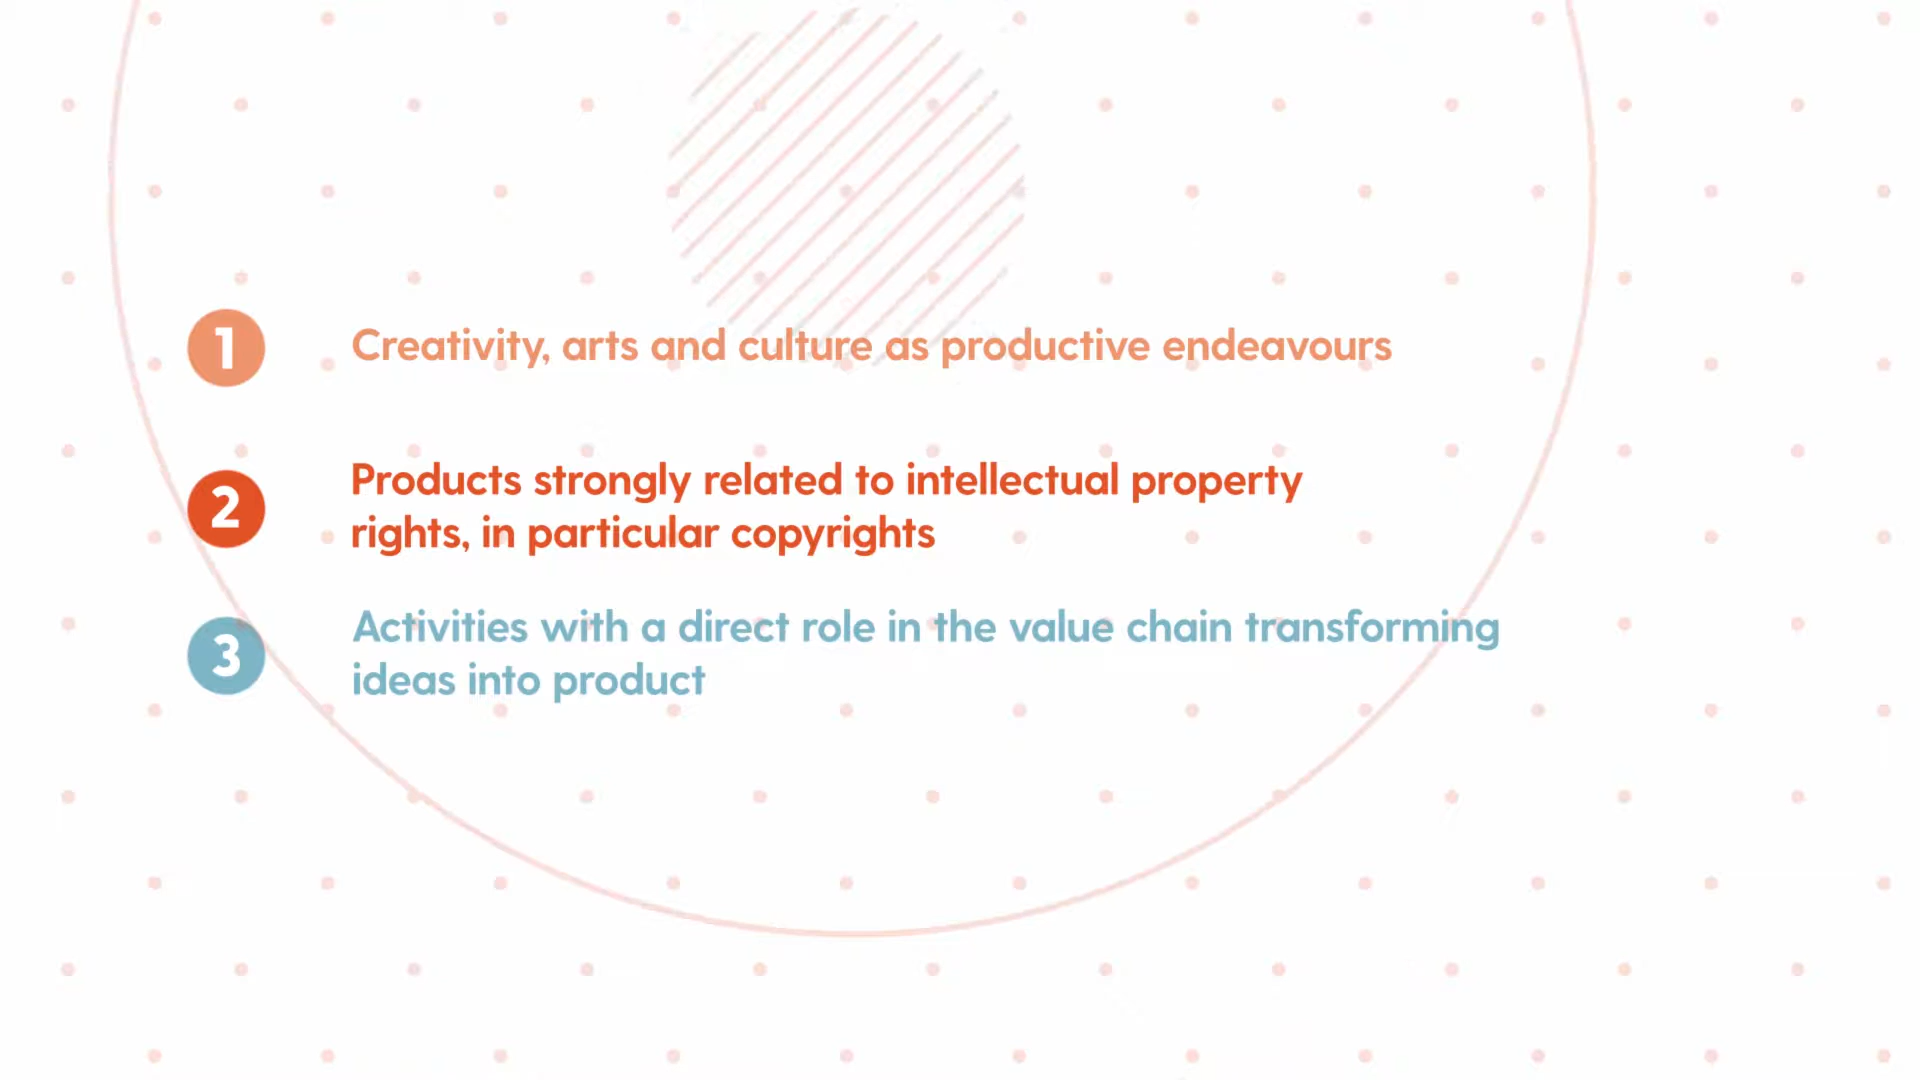 1 Creativity, arts and culture as productive endeavours
2 Products strongly related to intellectual property
rights, in particular copyrights
3 Activities with a direct role in the value chain transforming
ideas into product